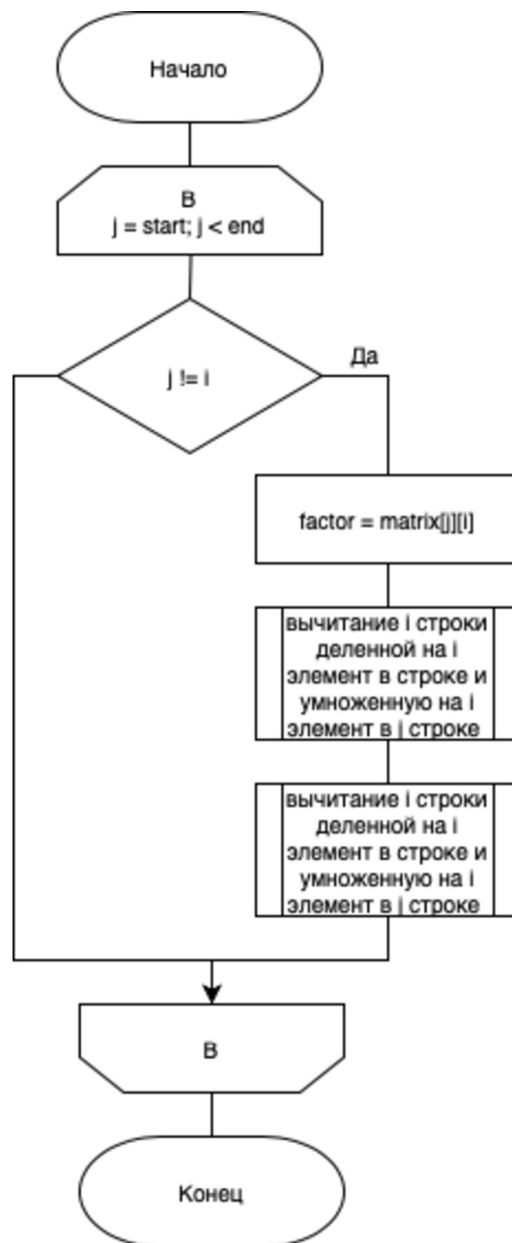 Начало
B
j = start; j < end
j != i
Да
factor = matrix[j][i]
вычитание i строки
деленной на i
элемент в строке и
умноженную на i
элемент в j строке
вычитание i строки
деленной на i
элемент в строке и
умноженную на i
элемент в j строке
B
Конец